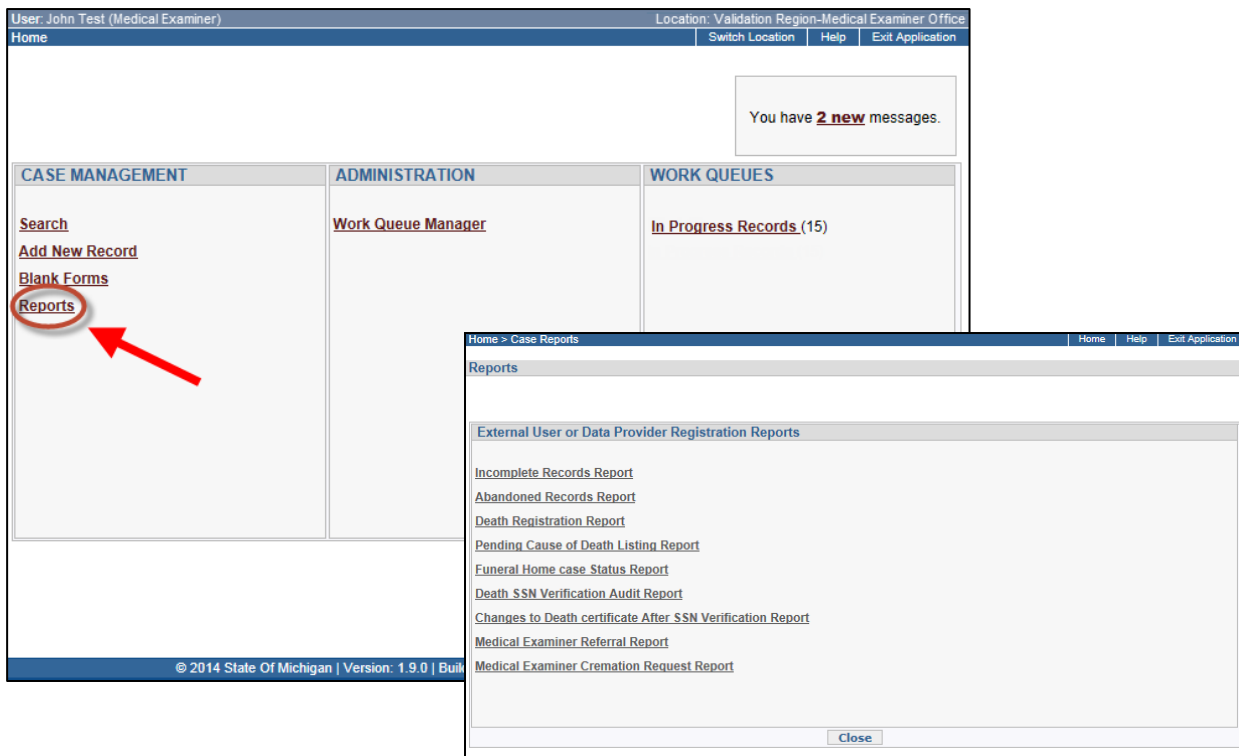 User: John Test (Medical Examiner) Location: Validation Region-Medical Examiner Office
Home Switch Location Help Exit Application
You have 2 new messages.
CASE MANAGEMENT ADMINISTRATION WORK QUEUES
Search Work Queue Manager In Progress Records (15)
Add New Record
Blank Forms
Reports
© 2014 State Of Michigan | Version: 1.9.0 |
Home > Case Reports Home Help Exit Application
Reports
External User or Data Provider Registration Reports
Incomplete Records Report
Abandoned Records Report
Death Registration Report
Pending Cause of Death Listing Report
Funeral Home case Status Report
Death SSN Verification Audit Report
Changes to Death certificate After SSN Verification Report
Medical Examiner Referral Report
Medical Examiner Cremation Request Report
Close